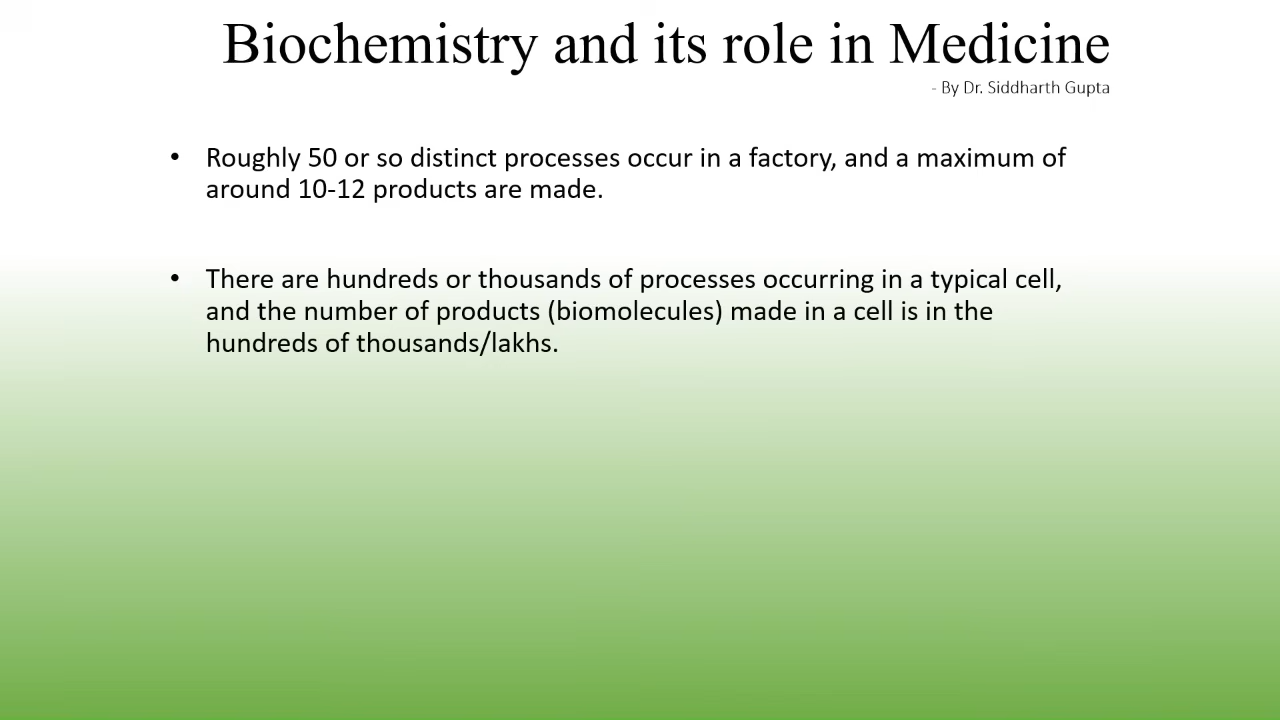 Biochemistry and its role in Medicine
- By Dr. Siddharth Gupta
• Roughly 50 or so distinct processes occur in a factory, and a maximum of
around 10-12 products are made.
• There are hundreds or thousands of processes occurring in a typical cell,
and the number of products (biomolecules) made in a cell is in the
hundreds of thousands/lakhs.